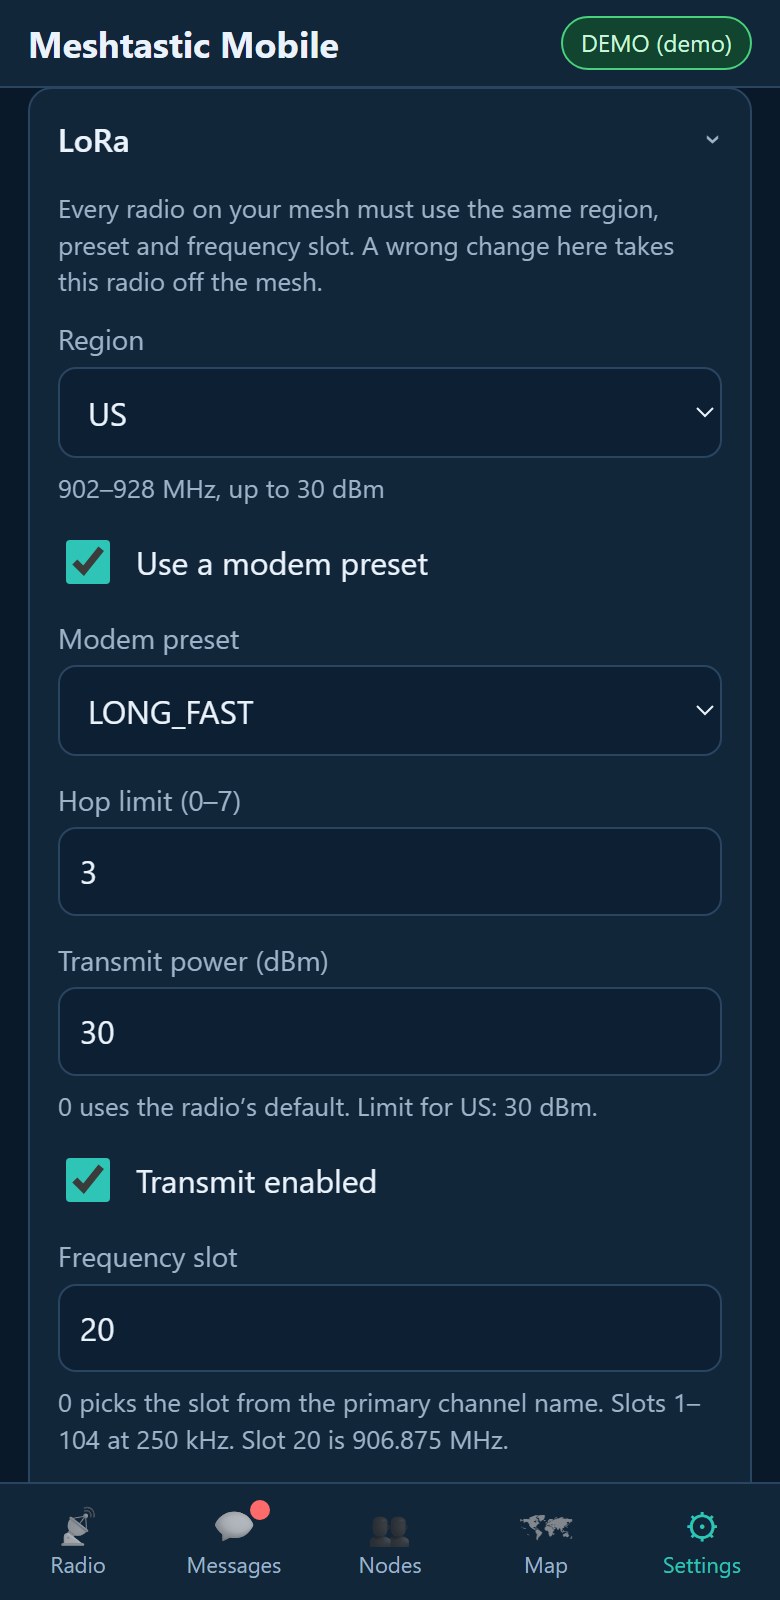 Meshtastic Mobile
DEMO (demo)
LoRa
Every radio on your mesh must use the same region,
preset and frequency slot. A wrong change here takes
this radio off the mesh.
Region
US
902–928 MHz, up to 30 dBm
Use a modem preset
Modem preset
LONG_FAST
Hop limit (0–7)
3
Transmit power (dBm)
30
0 uses the radio’s default. Limit for US: 30 dBm.
Transmit enabled
Frequency slot
20
0 picks the slot from the primary channel name. Slots 1–
104 at 250 kHz. Slot 20 is 906.875 MHz.
Radio
Messages
Nodes
Map
Settings